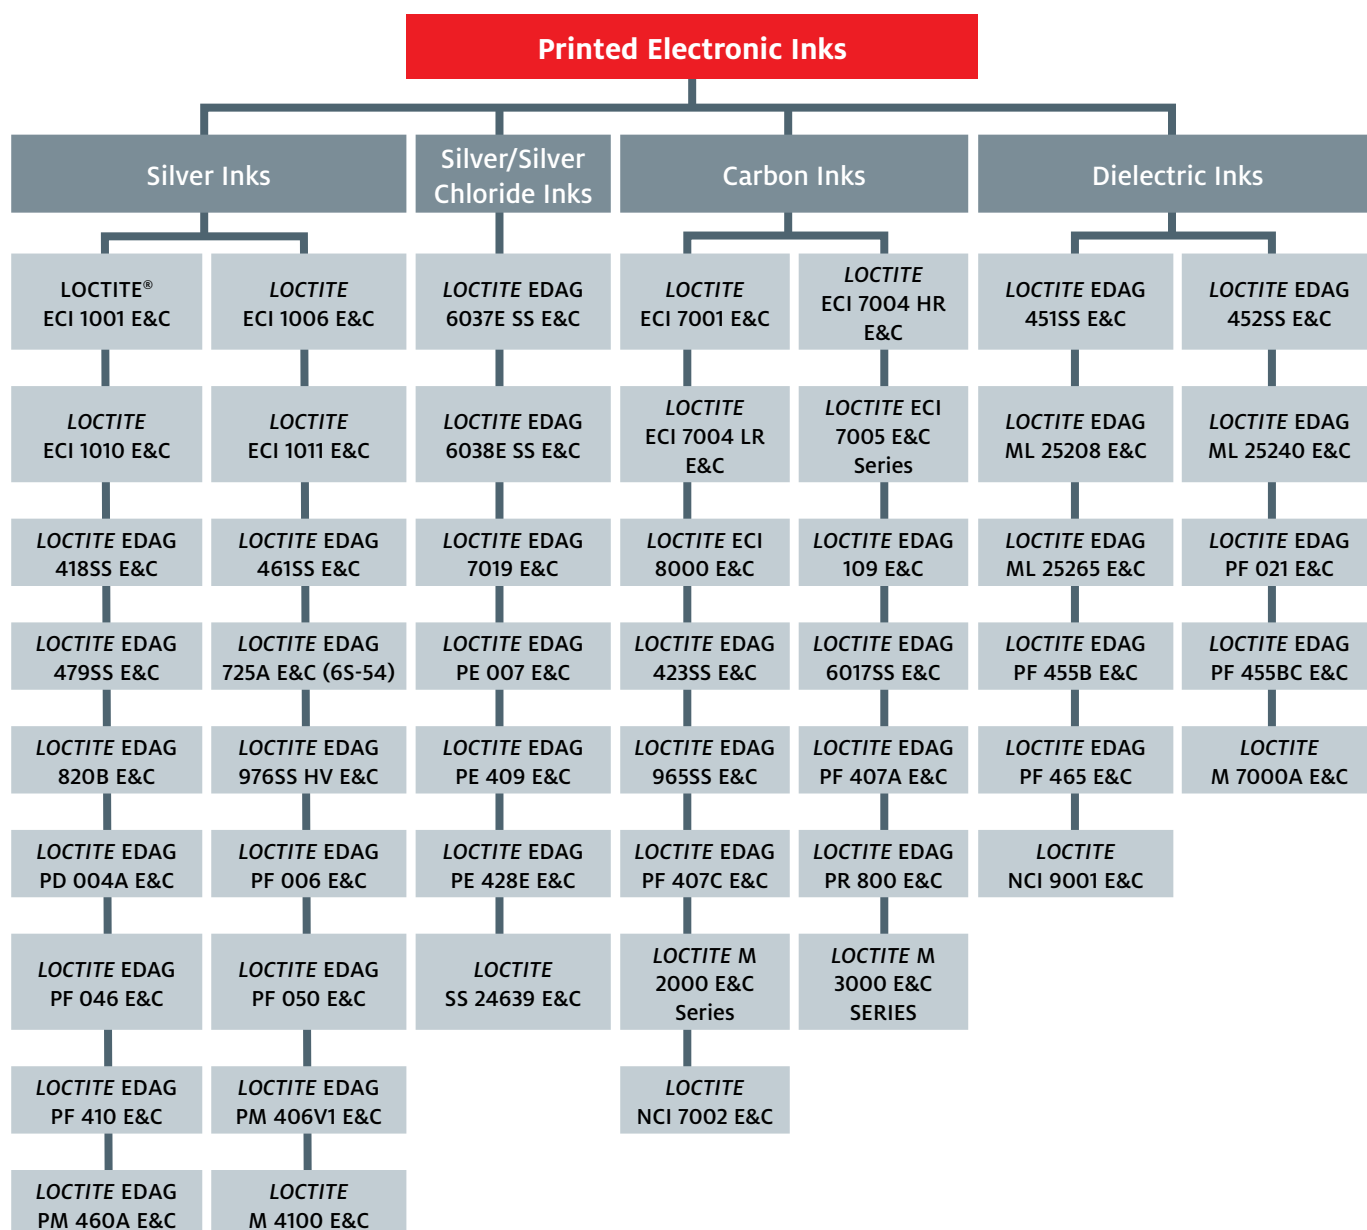 Printed Electronic Inks
Silver Inks
Silver/Silver
Chloride Inks
Carbon Inks
Dielectric Inks
LOCTITE®
ECI 1001 E&C
LOCTITE
ECI 1006 E&C
LOCTITE EDAG
6037E SS E&C
LOCTITE
ECI 7001 E&C
LOCTITE
ECI 7004 HR
E&C
LOCTITE EDAG
451SS E&C
LOCTITE EDAG
452SS E&C
LOCTITE
ECI 1010 E&C
LOCTITE
ECI 1011 E&C
LOCTITE EDAG
6038E SS E&C
LOCTITE
ECI 7004 LR
E&C
LOCTITE ECI
7005 E&C
Series
LOCTITE EDAG
ML 25208 E&C
LOCTITE EDAG
ML 25240 E&C
LOCTITE EDAG
418SS E&C
LOCTITE EDAG
461SS E&C
LOCTITE EDAG
7019 E&C
LOCTITE ECI
8000 E&C
LOCTITE EDAG
109 E&C
LOCTITE EDAG
ML 25265 E&C
LOCTITE EDAG
PF 021 E&C
LOCTITE EDAG
479SS E&C
LOCTITE EDAG
725A E&C (6S-54)
LOCTITE EDAG
PE 007 E&C
LOCTITE EDAG
423SS E&C
LOCTITE EDAG
6017SS E&C
LOCTITE EDAG
PF 455B E&C
LOCTITE EDAG
PF 455BC E&C
LOCTITE EDAG
820B E&C
LOCTITE EDAG
976SS HV E&C
LOCTITE EDAG
PE 409 E&C
LOCTITE EDAG
965SS E&C
LOCTITE EDAG
PF 407A E&C
LOCTITE EDAG
PF 465 E&C
LOCTITE
M 7000A E&C
LOCTITE EDAG
PD 004A E&C
LOCTITE EDAG
PF 006 E&C
LOCTITE EDAG
PE 428E E&C
LOCTITE EDAG
PF 407C E&C
LOCTITE EDAG
PR 800 E&C
LOCTITE
NCI 9001 E&C
LOCTITE EDAG
PF 046 E&C
LOCTITE EDAG
PF 050 E&C
LOCTITE
SS 24639 E&C
LOCTITE M
2000 E&C
Series
LOCTITE M
3000 E&C
SERIES
LOCTITE EDAG
PF 410 E&C
LOCTITE EDAG
PM 406V1 E&C
LOCTITE
NCI 7002 E&C
LOCTITE EDAG
PM 460A E&C
LOCTITE
M 4100 E&C